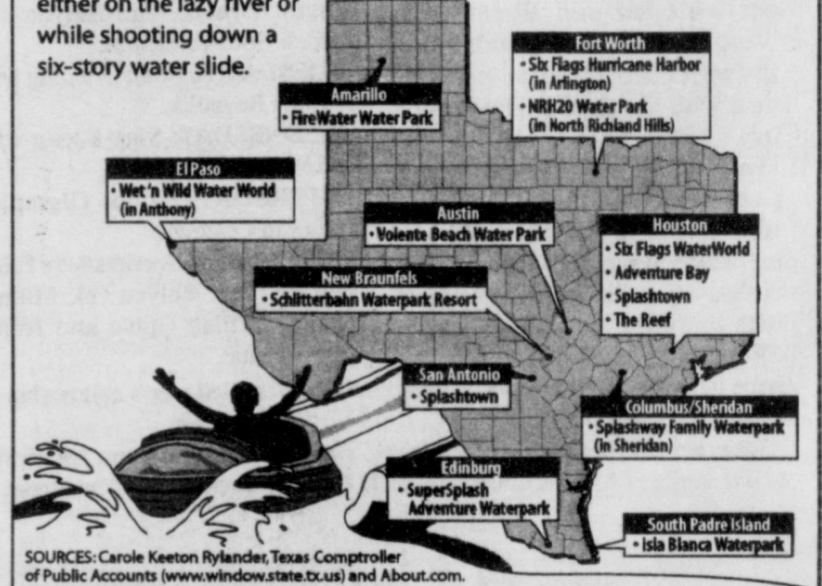 either on the lazy river or
while shooting down a
six-story water slide.
Fort Worth
• Six Flags Hurricane Harbor
(in Arlington)
• NRH20 Water Park
(in North Richland Hills)
Amarillo
• FireWater Water Park
El Paso
• Wet 'n Wild Water World
(in Anthony)
Austin
• Volente Beach Water Park
Houston
• Six Flags WaterWorld
• Adventure Bay
• Splashtown
• The Reef
New Braunfels
• Schlitterbahn Waterpark Resort
San Antonio
• Splashtown
Columbus/Sheridan
• Splashway Family Waterpark
(in Sheridan)
Edinburg
• SuperSplash
Adventure Waterpark
South Padre Island
• Isla Blanca Waterpark
SOURCES: Carole Keeton Rylander, Texas Comptroller
of Public Accounts (www.window.state.tx.us) and About.com.